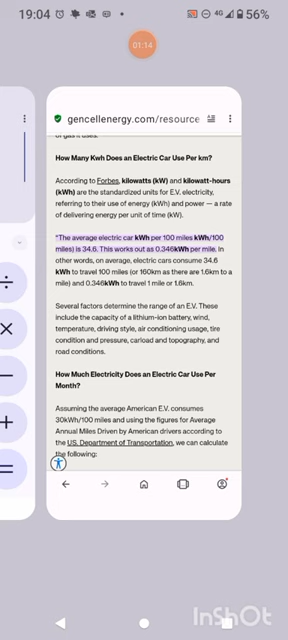 19:04
4G
56%
01:14
gencellenergy.com/resource
of gas it uses.
How Many Kwh Does an Electric Car Use Per km?
According to Forbes, kilowatts (kW) and kilowatt-hours
(kWh) are the standardized units for E.V. electricity,
referring to their use of energy (kWh) and power — a rate
of delivering energy per unit of time (kW).
"The average electric car kWh per 100 miles kWh/100
miles) is 34.6. This works out as 0.346kWh per mile. In
other words, on average, electric cars consume 34.6
kWh to travel 100 miles (or 160km as there are 1.6km to a
mile) and 0.346kWh to travel 1 mile or 1.6km.
Several factors determine the range of an E.V. These
include the capacity of a lithium-ion battery, wind,
temperature, driving style, air conditioning usage, tire
condition and pressure, carload and topography, and
road conditions.
How Much Electricity Does an Electric Car Use Per
Month?
Assuming the average American E.V. consumes
30kWh/100 miles and using the figures for Average
Annual Miles Driven by American drivers according to
the US. Department of Transportation, we can calculate
the following:
÷
×
−
+
=
InShOt